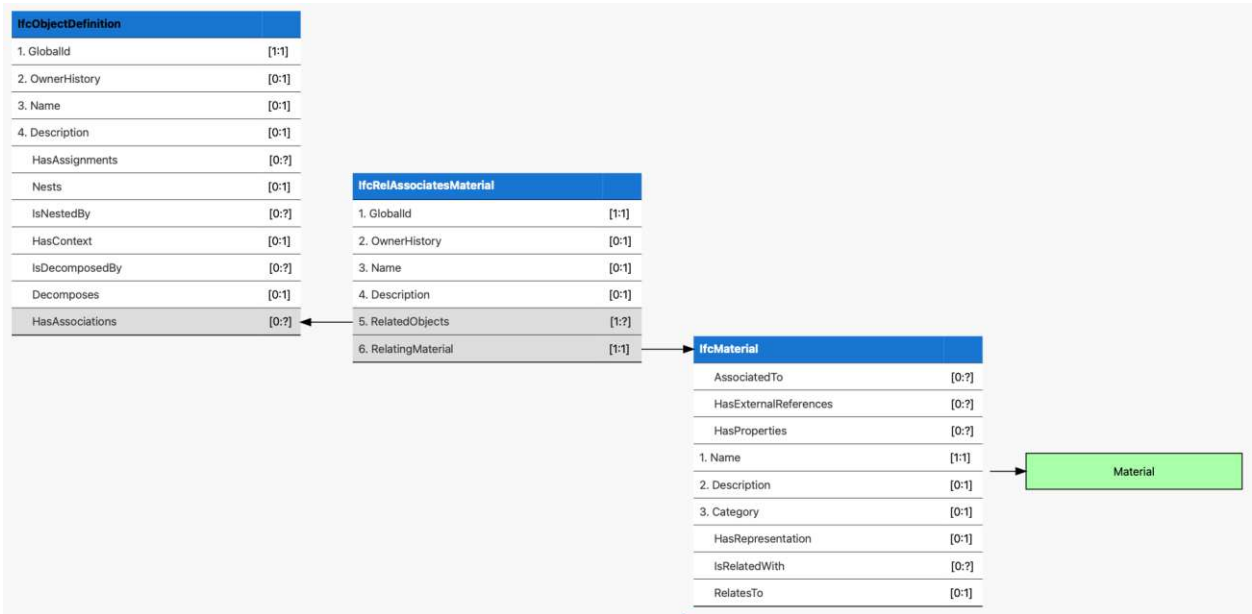 IfcObjectDefinition
1. GlobalId [1:1]
2. OwnerHistory [0:1]
3. Name [0:1]
4. Description [0:1]
HasAssignments [0:?]
Nests [0:1]
IsNestedBy [0:?]
HasContext [0:1]
IsDecomposedBy [0:?]
Decomposes [0:1]
HasAssociations [0:?]
IfcRelAssociatesMaterial
1. GlobalId [1:1]
2. OwnerHistory [0:1]
3. Name [0:1]
4. Description [0:1]
5. RelatedObjects [1:?]
6. RelatingMaterial [1:1]
IfcMaterial
AssociatedTo [0:?]
HasExternalReferences [0:?]
HasProperties [0:?]
1. Name [1:1]
2. Description [0:1]
3. Category [0:1]
HasRepresentation [0:1]
IsRelatedWith [0:?]
RelatesTo [0:1]
Material